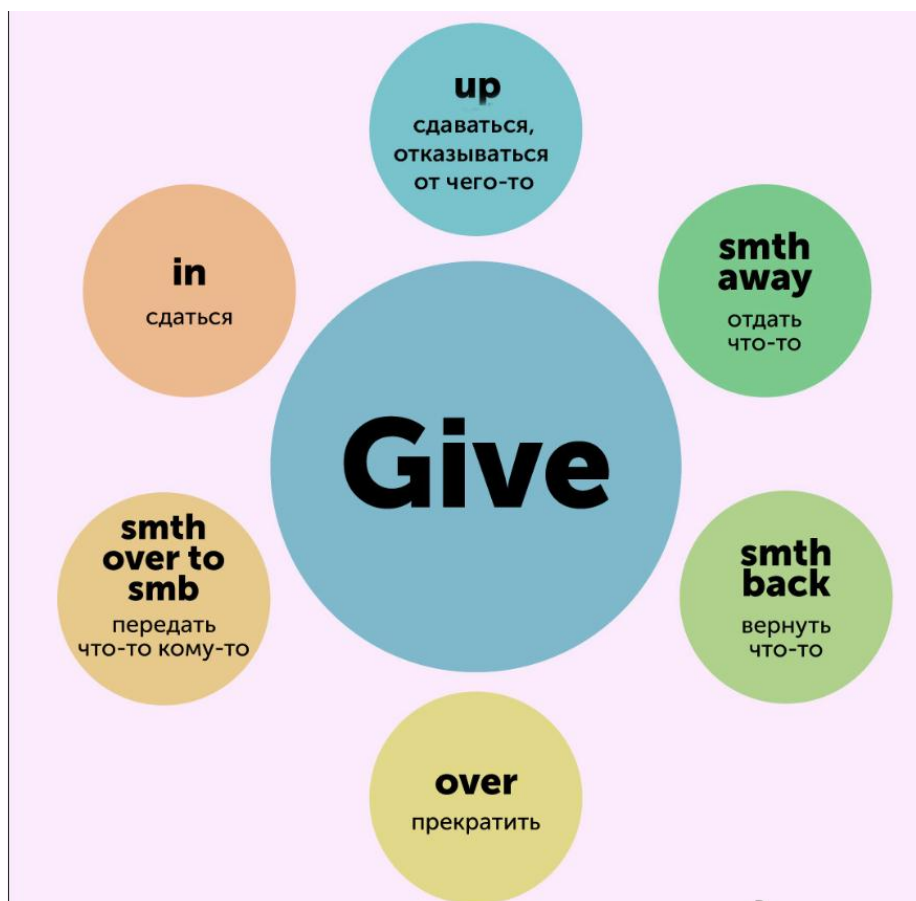 up
сдаваться,
отказываться
от чего-то
in
сдаться
smth
away
отдать
что-то
Give
smth
over to
smb
передать
что-то кому-то
smth
back
вернуть
что-то
over
прекратить